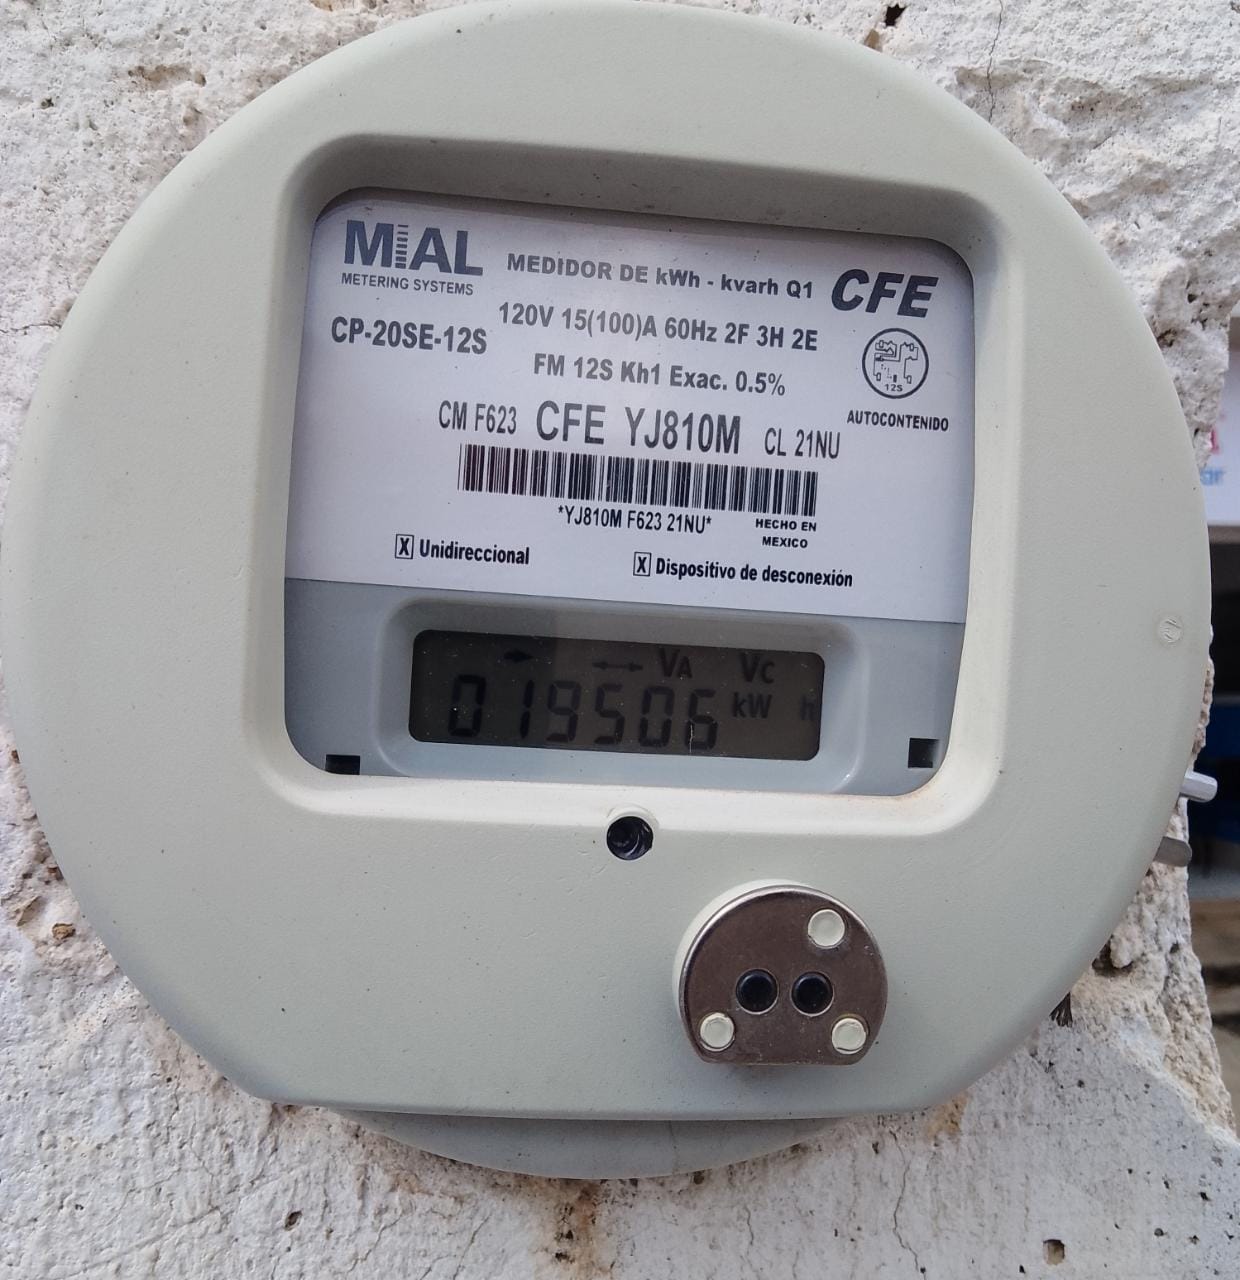 MIAL
METERING SYSTEMS
MEDIDOR DE kWh - kvarh Q1
CFE
CP-20SE-12S
120V 15(100)A 60Hz 2F 3H 2E
FM 12S Kh1 Exac. 0.5%
12S
AUTOCONTENIDO
CM F623 CFE YJ810M CL 21NU
*YJ810M F623 21NU*
HECHO EN
MEXICO
X Unidireccional
X Dispositivo de desconexión
VA VC
019506 kW h